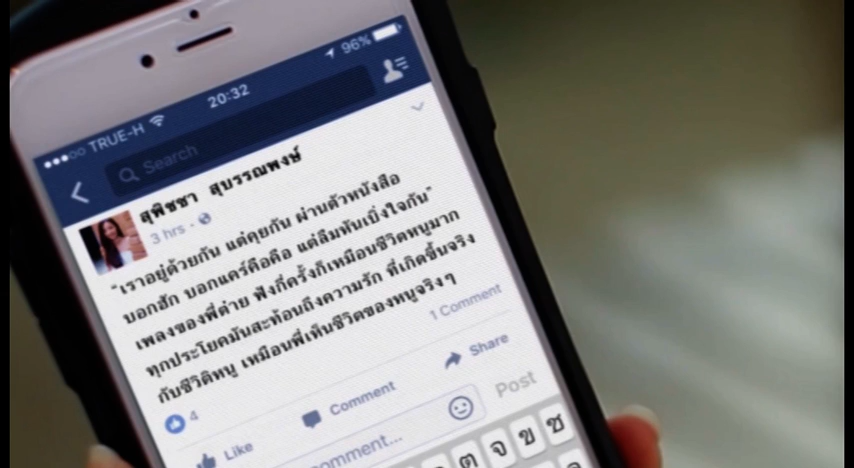 TRUE-H 20:32 96%
Search
สุพิชชา สุบรรณพงษ์
3 hrs
"เราอยู่ด้วยกัน แต่คุยกัน ผ่านตัวหนังสือ
บอกฮัก บอกแคร์คือคือ แต่ลืมหันเบิ่งใจกัน"
เพลงของพี่ต่าย ฟังกี่ครั้งก็เหมือนชีวิตหนูมาก
ทุกประโยคมันสะท้อนถึงความรัก ที่เกิดขึ้นจริง
กับชีวิติหนู เหมือนพี่เห็นชีวิตของหนูจริงๆ
1 Comment
4
Like Comment Share
omment... Post
ต จ ข ช